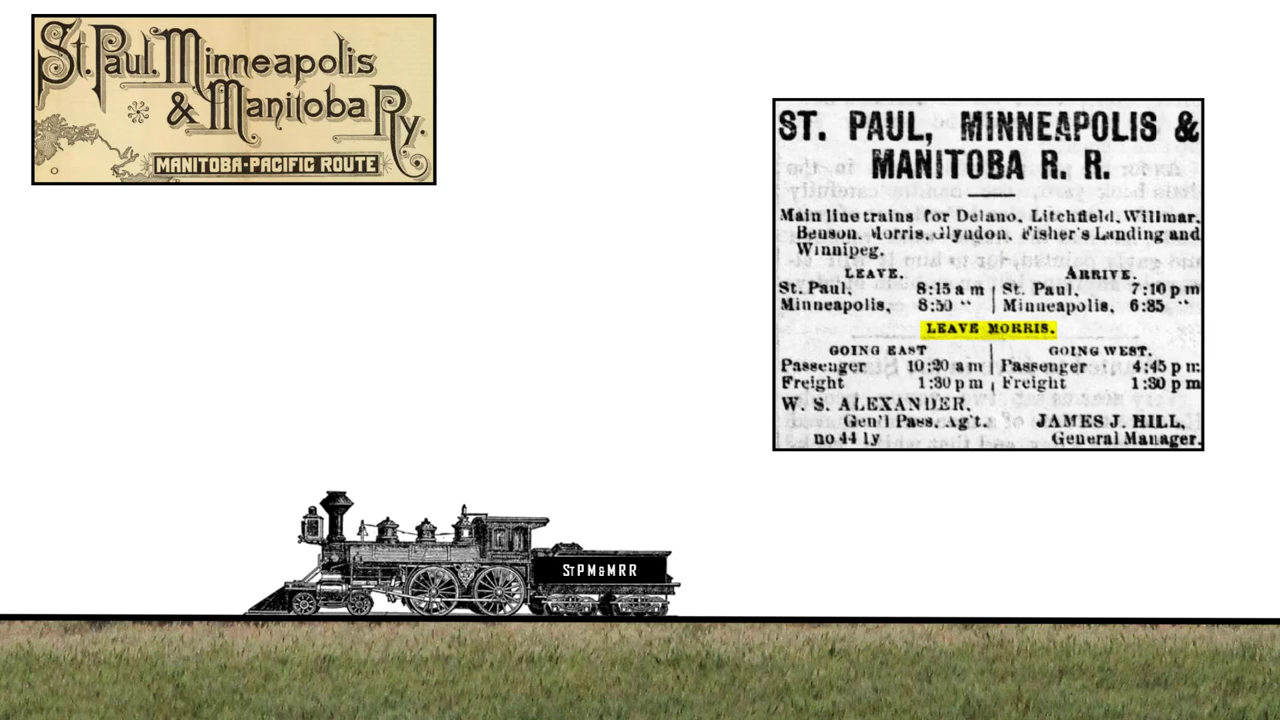 St. Paul. Minneapolis
& Manitoba Ry.
MANITOBA-PACIFIC ROUTE
ST. PAUL, MINNEAPOLIS &
MANITOBA R. R.
Main line trains for Delano, Litchfield, Willmar,
Benson, Morris, Glyndon, Fisher's Landing and
Winnipeg.
LEAVE. ARRIVE.
St. Paul, 8:15 a m St. Paul, 7:10 p m
Minneapolis, 8:50 " Minneapolis, 6:35 "
LEAVE MORRIS.
GOING EAST GOING WEST.
Passenger 10:20 a m Passenger 4:45 p m
Freight 1:30 p m Freight 1:30 p m
W. S. ALEXANDER,
Gen'l Pass. Ag't. JAMES J. HILL,
no 44 ly General Manager.
ST P M & M R R